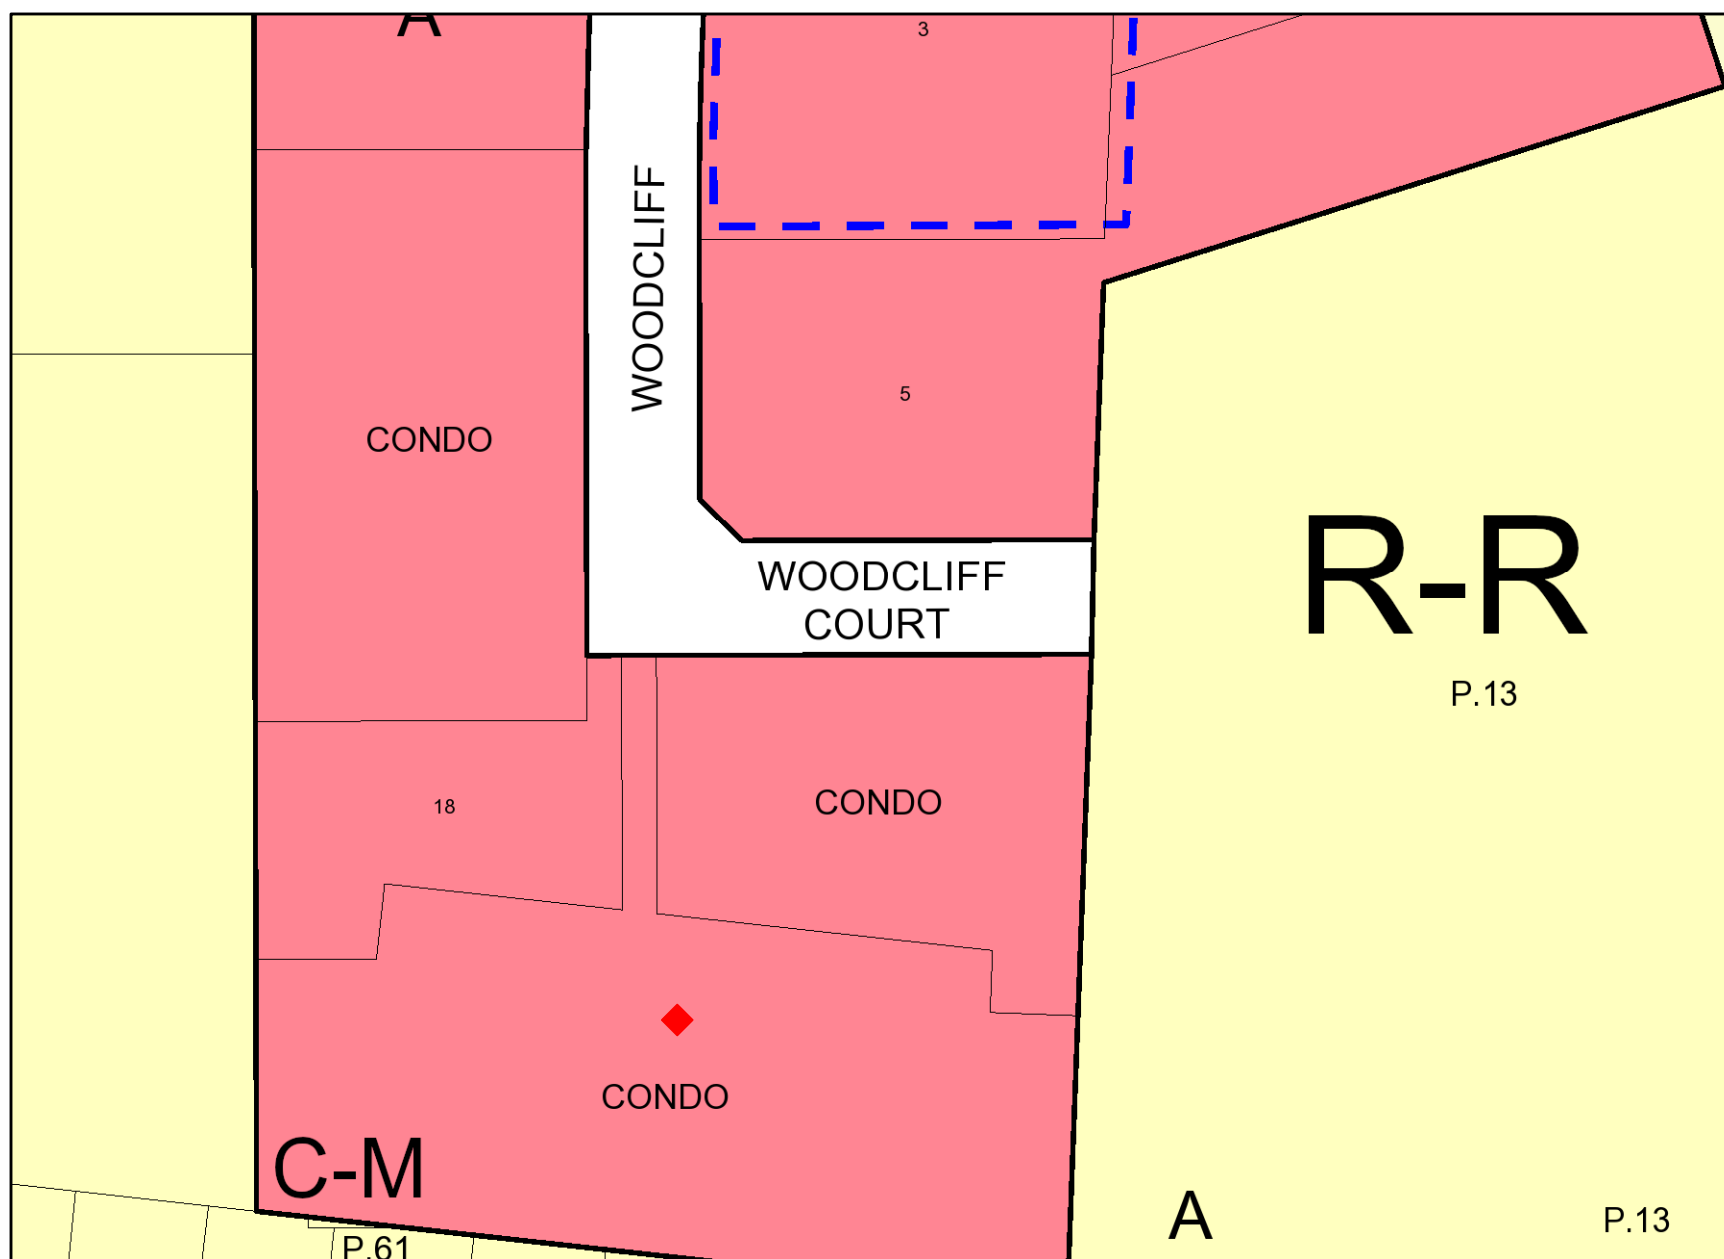 A
3
WOODCLIFF
5
CONDO
R-R
WOODCLIFF
COURT
P.13
CONDO
18
CONDO
C-M
A
P.13
P.61